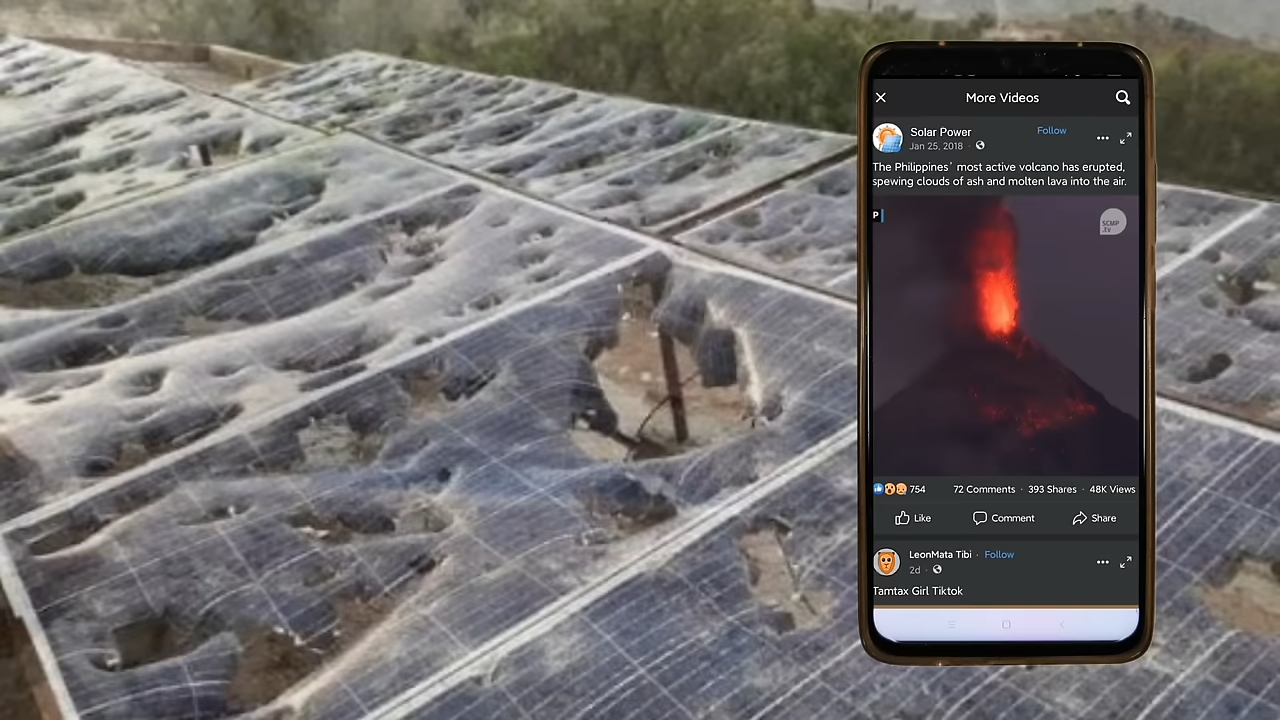 More Videos
Solar Power
Follow
Jan 25, 2018 ·
The Philippines' most active volcano has erupted,
spewing clouds of ash and molten lava into the air.
P
SCMP
.TV
754
72 Comments · 393 Shares · 48K Views
Like
Comment
Share
LeonMata Tibi · Follow
2d ·
Tamtax Girl Tiktok